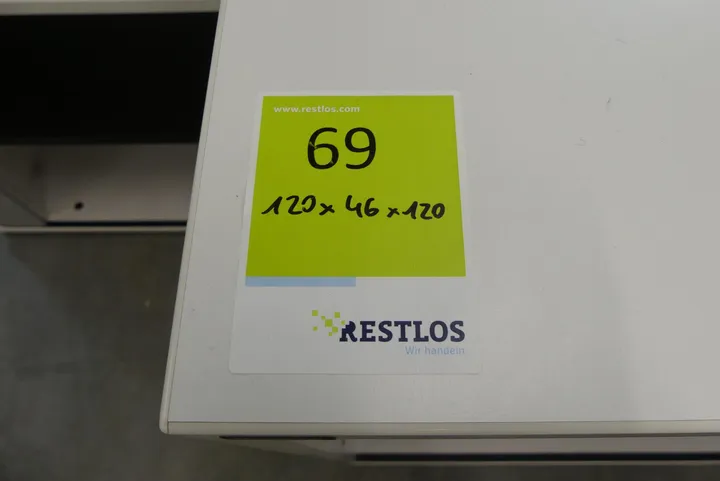 www.restlos.com
69
120 x 46 x 120
RESTLOS
Wir handeln